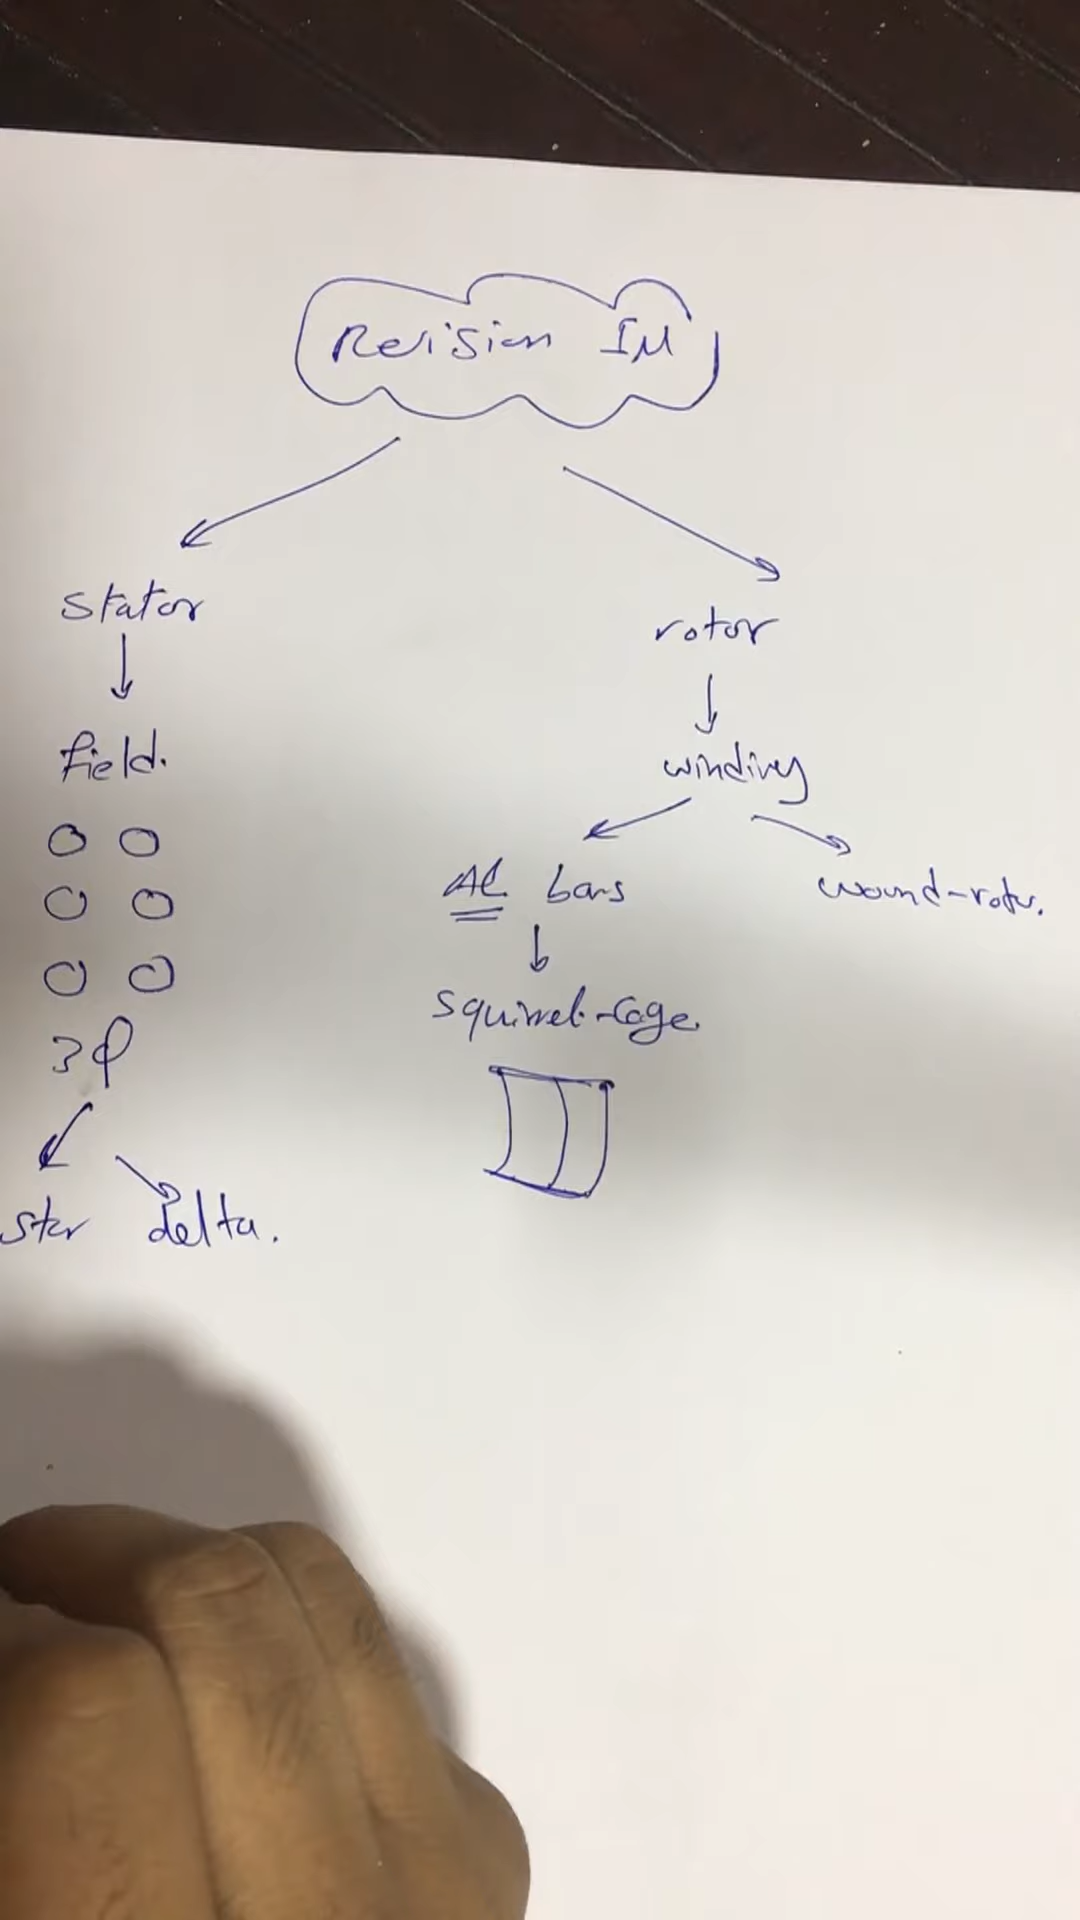 Revision IM
stator
rotor
field.
winding
AL bars
wound-rotor.
squirrel-cage
3φ
star
delta.